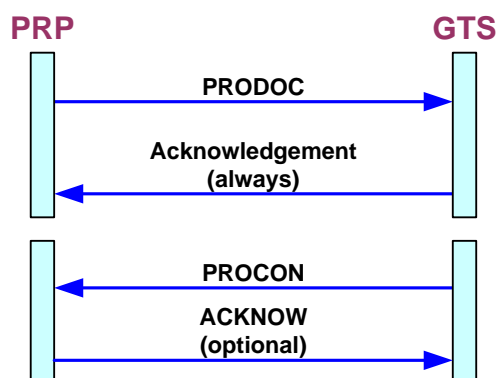 PRP
GTS
PRODOC
Acknowledgement
(always)
PROCON
ACKNOW
(optional)